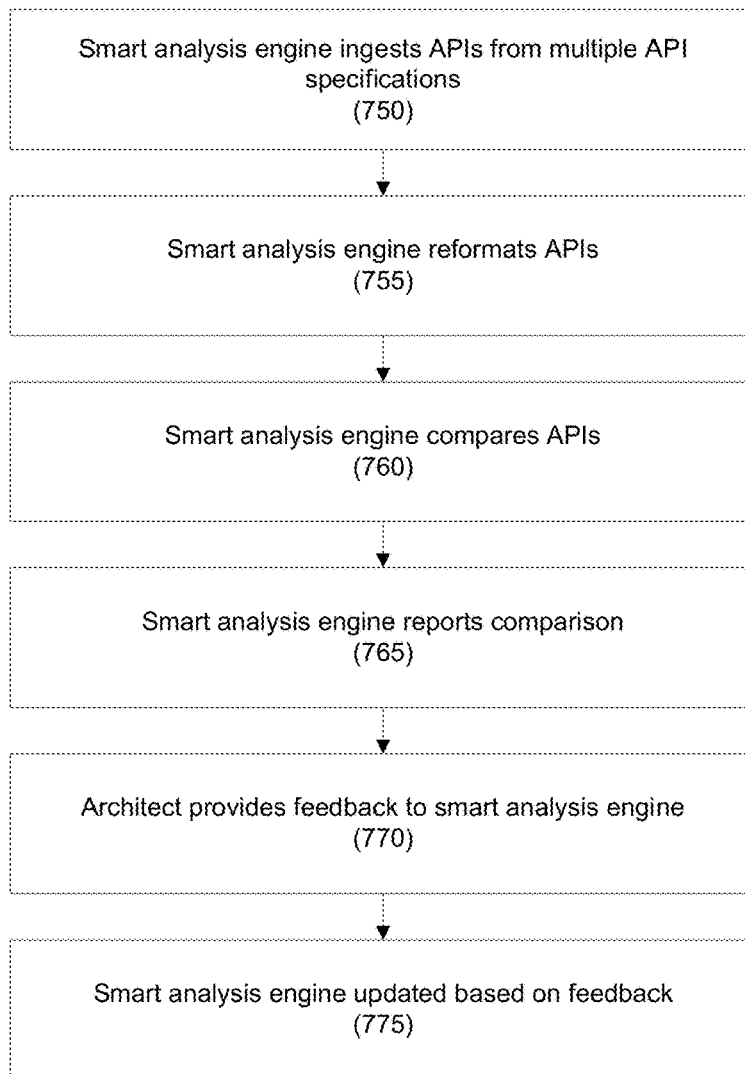 Smart analysis engine ingests APIs from multiple API
specifications
(750)
Smart analysis engine reformats APIs
(755)
Smart analysis engine compares APIs
(760)
Smart analysis engine reports comparison
(765)
Architect provides feedback to smart analysis engine
(770)
Smart analysis engine updated based on feedback
(775)